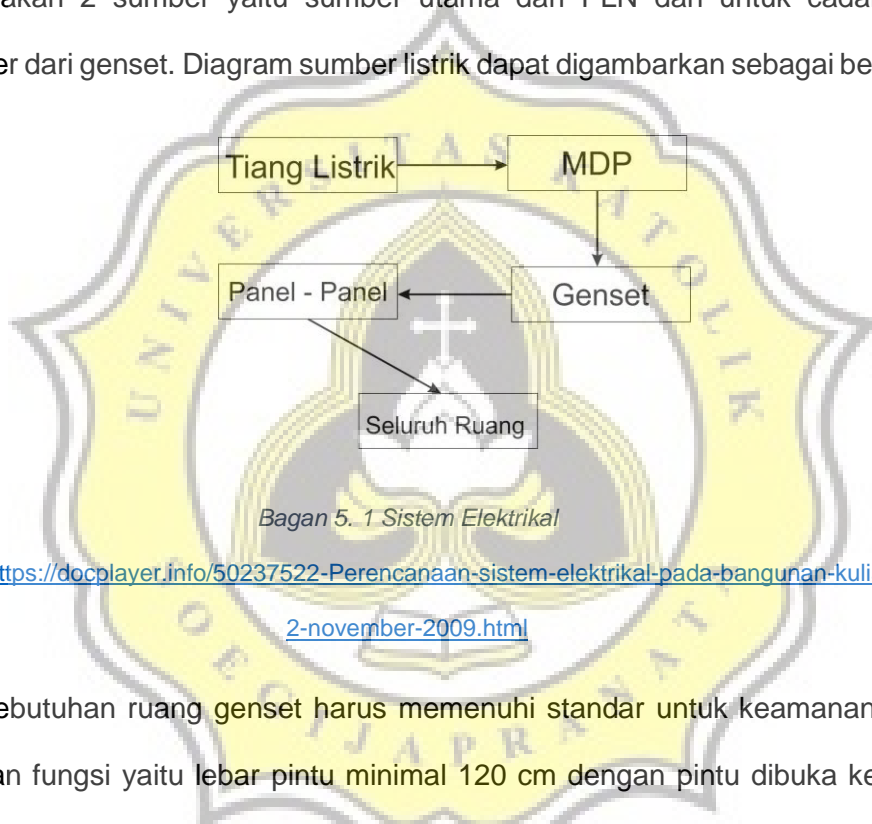 akan 2 sumber yaitu sumber utama dari PLN dan untuk
er dari genset. Diagram sumber listrik dapat digambarkan sebagai be
Tiang Listrik
MDP
Panel - Panel
Genset
Seluruh Ruang
Bagan 5. 1 Sistem Elektrikal
ttps://docplayer.info/50237522-Perencanaan-sistem-elektrikal-pada-bangunan-kuli
2-november-2009.html
ebutuhan ruang genset harus memenuhi standar untuk keamanan
an fungsi yaitu lebar pintu minimal 120 cm dengan pintu dibuka ke
UNIVERSITAS KATOLIK
SOEGIJAPRANATA